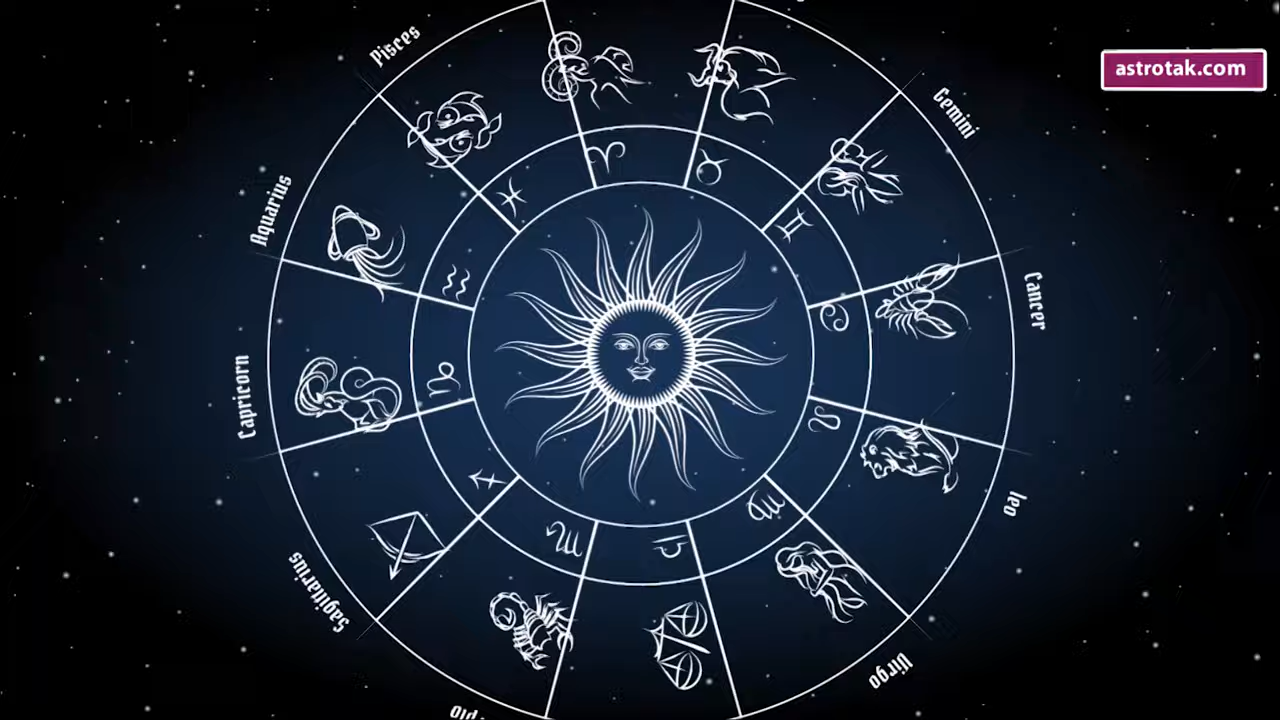 astrotak.com
Pisces
Gemini
Aquarius
Cancer
Capricorn
leo
Sagittarius
Virgo